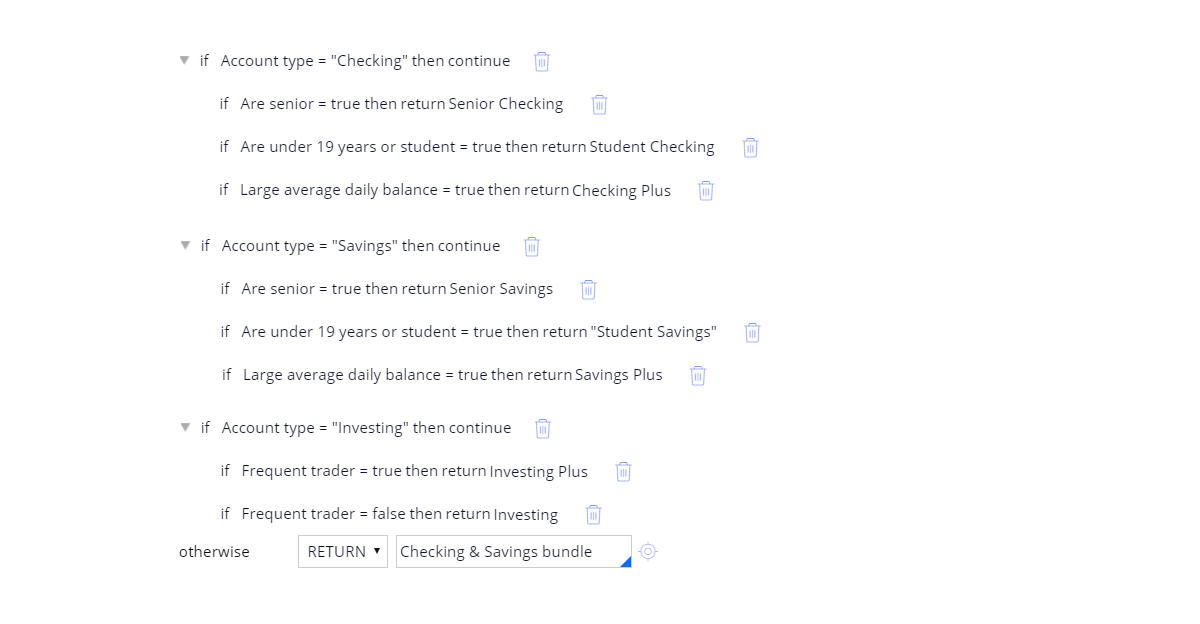 if Account type = "Checking" then continue
if Are senior = true then return Senior Checking
if Are under 19 years or student = true then return Student Checking
if Large average daily balance = true then return Checking Plus
if Account type = "Savings" then continue
if Are senior = true then return Senior Savings
if Are under 19 years or student = true then return "Student Savings"
if Large average daily balance = true then return Savings Plus
if Account type = "Investing" then continue
if Frequent trader = true then return Investing Plus
if Frequent trader = false then return Investing
otherwise RETURN Checking & Savings bundle